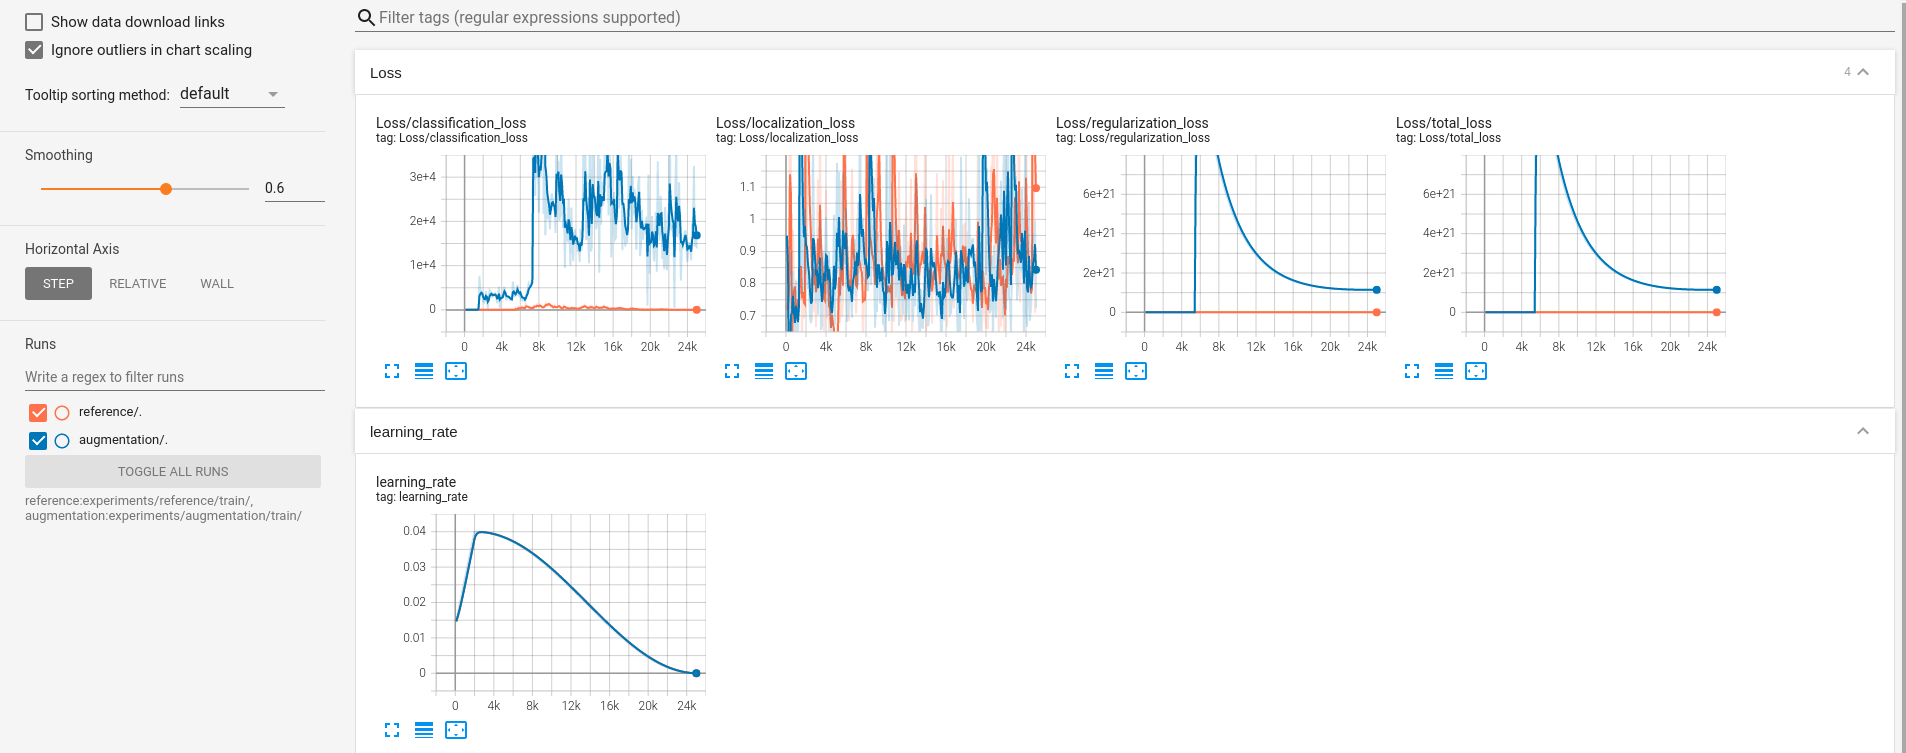 Show data download links
Ignore outliers in chart scaling
Tooltip sorting method: default
Smoothing
0.6
Horizontal Axis
STEP RELATIVE WALL
Runs
Write a regex to filter runs
reference/.
augmentation/.
TOGGLE ALL RUNS
reference:experiments/reference/train/,
augmentation:experiments/augmentation/train/
Filter tags (regular expressions supported)
Loss 4
Loss/classification_loss
tag: Loss/classification_loss
3e+4
2e+4
1e+4
0
0 4k 8k 12k 16k 20k 24k
Loss/localization_loss
tag: Loss/localization_loss
1.1
1
0.9
0.8
0.7
0 4k 8k 12k 16k 20k 24k
Loss/regularization_loss
tag: Loss/regularization_loss
6e+21
4e+21
2e+21
0
0 4k 8k 12k 16k 20k 24k
Loss/total_loss
tag: Loss/total_loss
6e+21
4e+21
2e+21
0
0 4k 8k 12k 16k 20k 24k
learning_rate
learning_rate
tag: learning_rate
0.04
0.03
0.02
0.01
0
0 4k 8k 12k 16k 20k 24k